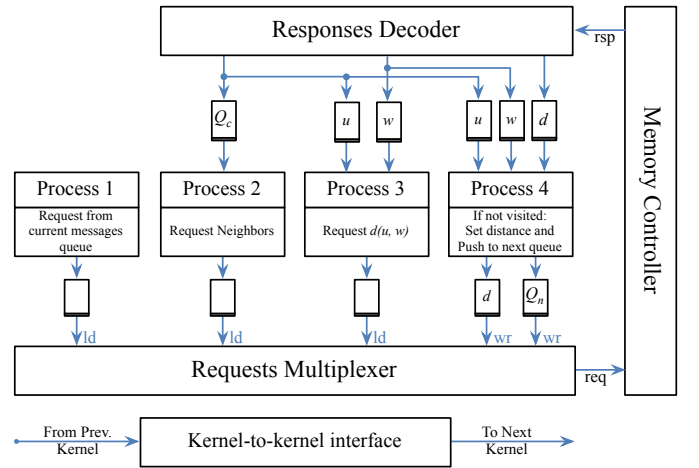 Responses Decoder
rsp
Q_c
u
w
u
w
d
Process 1
Process 2
Process 3
Process 4
Request from
current messages
queue
Request Neighbors
Request d(u, w)
If not visited:
Set distance and
Push to next queue
d
Q_n
ld
ld
ld
wr
wr
Requests Multiplexer
req
Memory Controller
From Prev.
Kernel
Kernel-to-kernel interface
To Next
Kernel